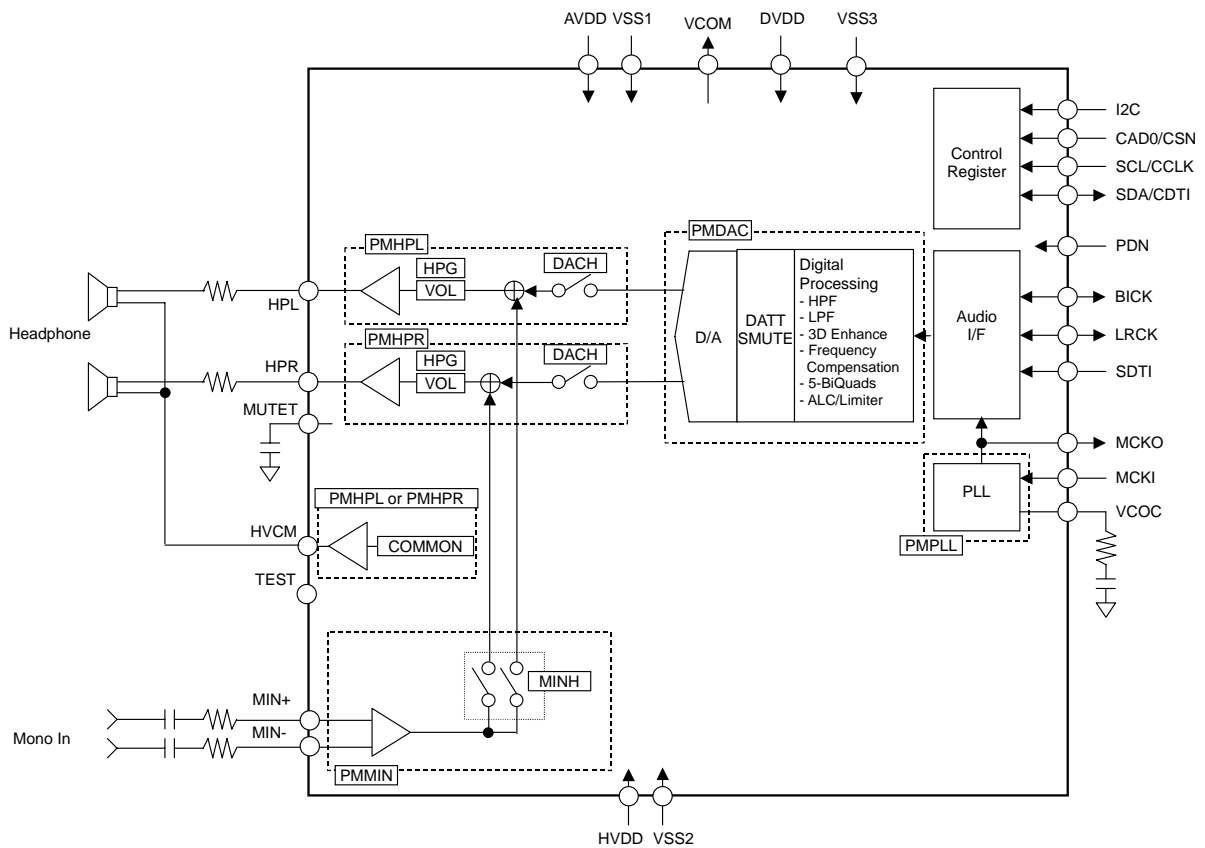 AVDD VSS1 VCOM DVDD VSS3
I2C
CAD0/CSN
Control
Register
SCL/CCLK
SDA/CDTI
PMHPL
PMDAC
PDN
HPG
VOL
DACH
HPL
Headphone
PMHPR
HPG
VOL
DACH
HPR
MUTET
D/A
DATT
SMUTE
Digital
Processing
- HPF
- LPF
- 3D Enhance
- Frequency
Compensation
- 5-BiQuads
- ALC/Limiter
Audio
I/F
BICK
LRCK
SDTI
MCKO
PLL
MCKI
VCOC
PMPLL
PMHPL or PMHPR
HVCM
COMMON
TEST
MINH
MIN+
Mono In
MIN-
PMMIN
HVDD VSS2